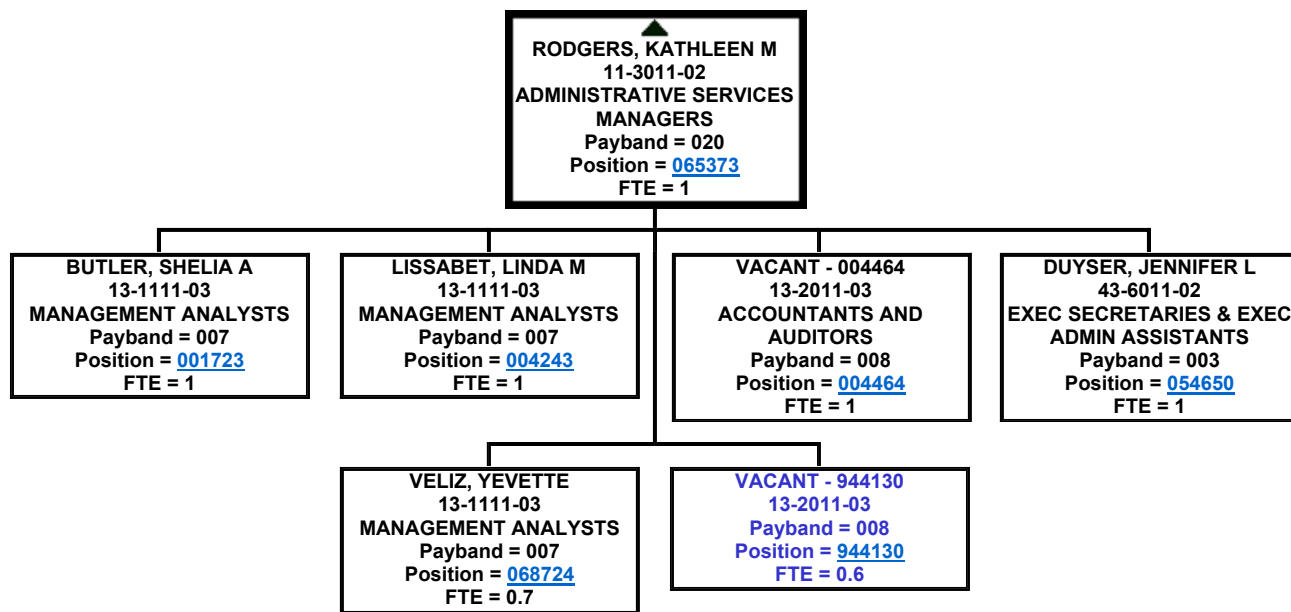 RODGERS, KATHLEEN M
11-3011-02
ADMINISTRATIVE SERVICES
MANAGERS
Payband = 020
Position = 065373
FTE = 1
BUTLER, SHELIA A
13-1111-03
MANAGEMENT ANALYSTS
Payband = 007
Position = 001723
FTE = 1
LISSABET, LINDA M
13-1111-03
MANAGEMENT ANALYSTS
Payband = 007
Position = 004243
FTE = 1
VACANT - 004464
13-2011-03
ACCOUNTANTS AND
AUDITORS
Payband = 008
Position = 004464
FTE = 1
DUYSER, JENNIFER L
43-6011-02
EXEC SECRETARIES & EXEC
ADMIN ASSISTANTS
Payband = 003
Position = 054650
FTE = 1
VELIZ, YEVETTE
13-1111-03
MANAGEMENT ANALYSTS
Payband = 007
Position = 068724
FTE = 0.7
VACANT - 944130
13-2011-03
Payband = 008
Position = 944130
FTE = 0.6